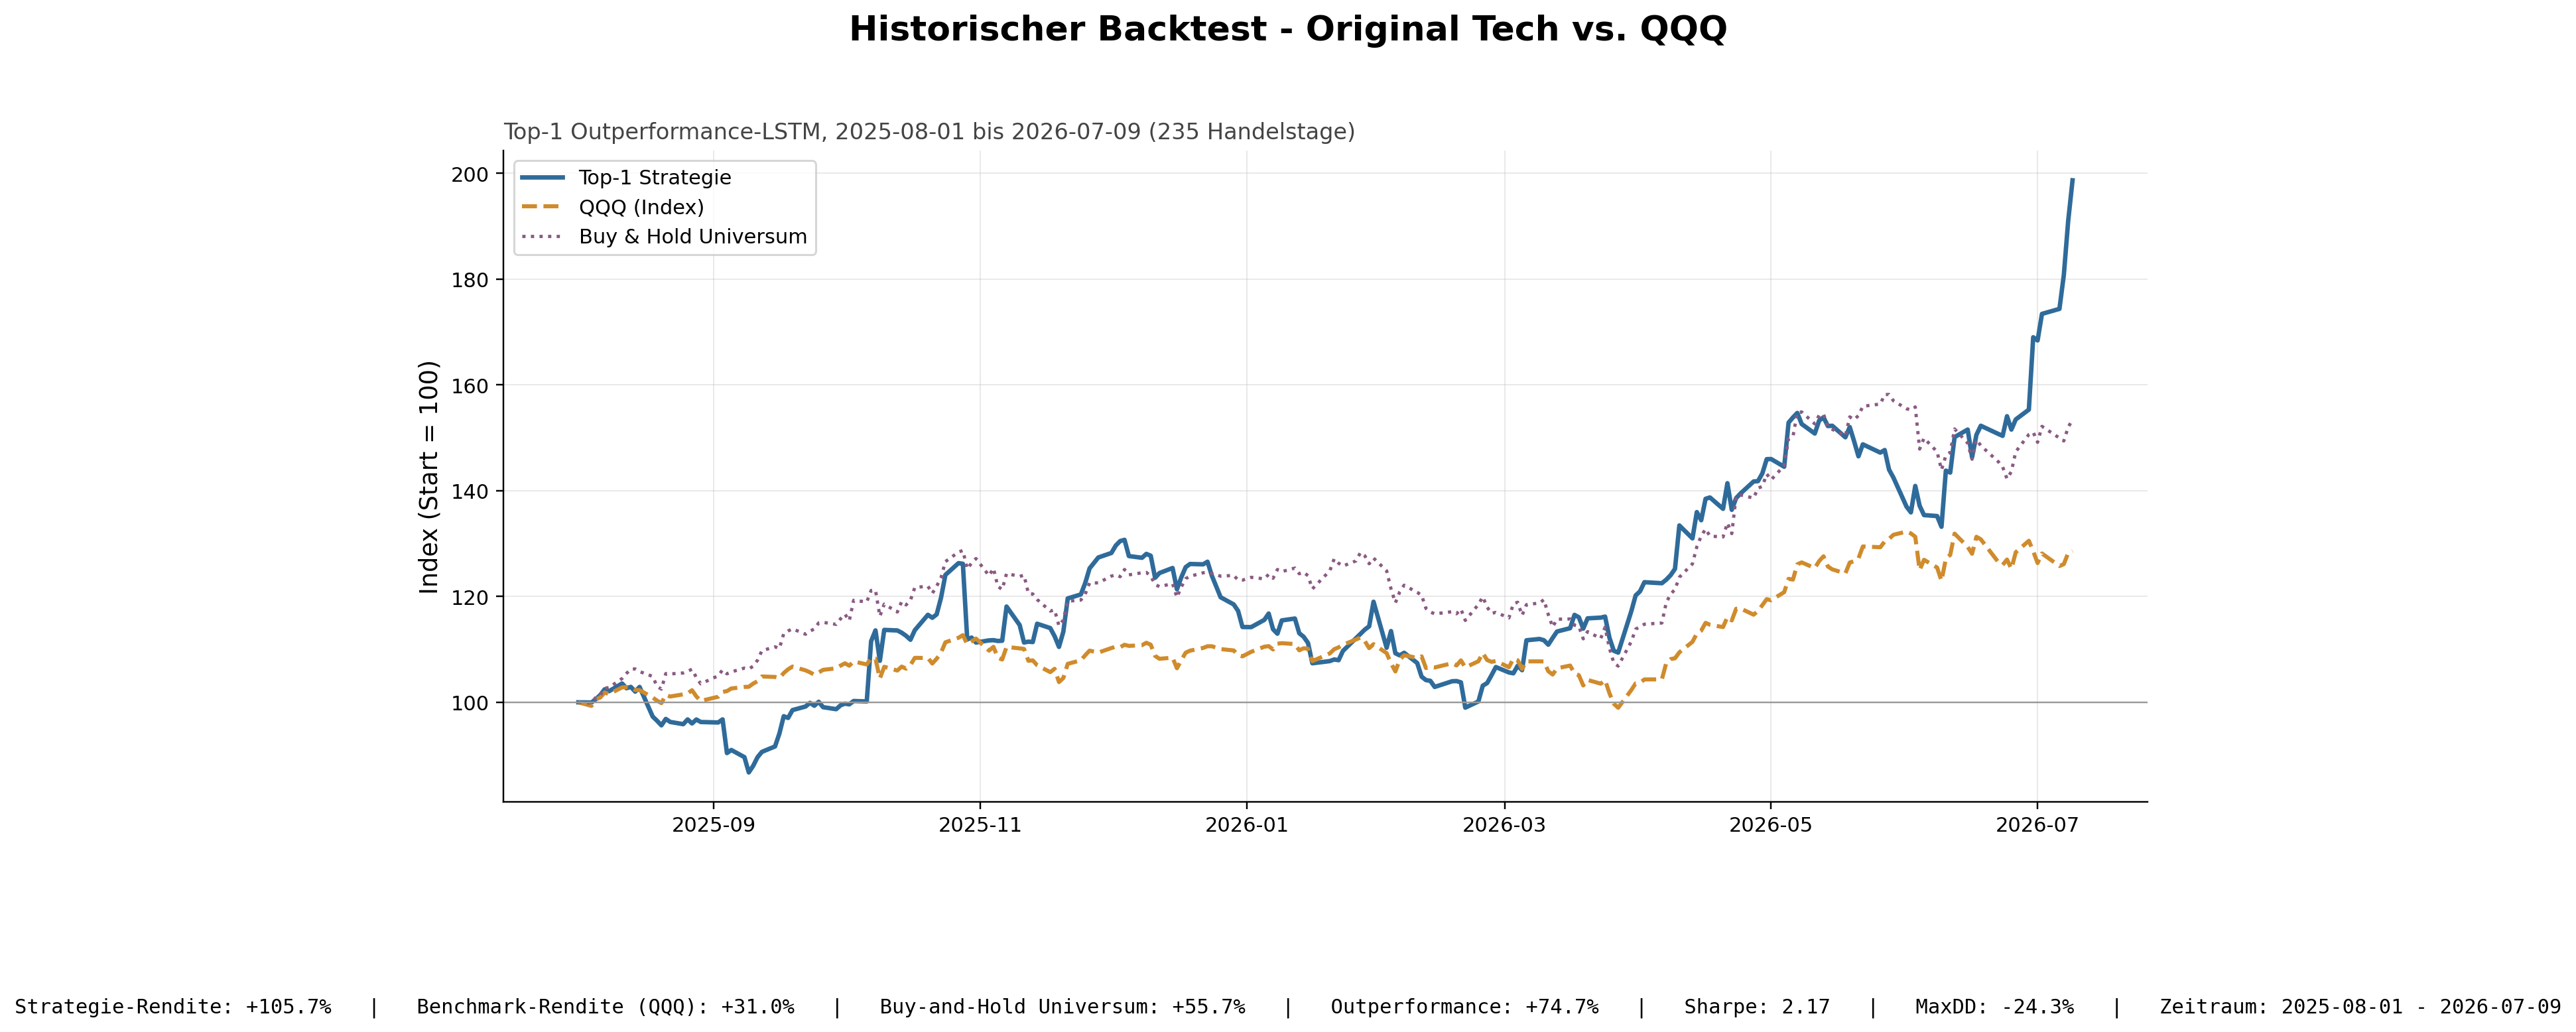 Historischer Backtest - Original Tech vs. QQQ
Top-1 Outperformance-LSTM, 2025-08-01 bis 2026-07-09 (235 Handelstage)
Top-1 Strategie
QQQ (Index)
Buy & Hold Universum
Index (Start = 100)
200
180
160
140
120
100
2025-09
2025-11
2026-01
2026-03
2026-05
2026-07
Strategie-Rendite: +105.7% | Benchmark-Rendite (QQQ): +31.0% | Buy-and-Hold Universum: +55.7% | Outperformance: +74.7% | Sharpe: 2.17 | MaxDD: -24.3% | Zeitraum: 2025-08-01 - 2026-07-09